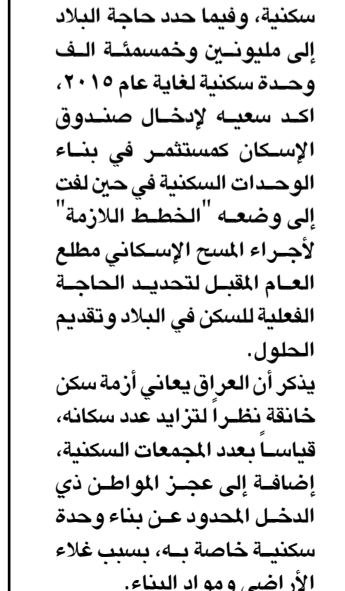 سكنية، وفيما حدد حاجة البلاد
إلى مليونين وخمسمئة الف
وحدة سكنية لغاية عام ٢٠١٥،
اكد سعيه لإدخال صندوق
الإسكان كمستثمر في بناء
الوحدات السكنية في حين لفت
إلى وضعه "الخطط اللازمة"
لأجراء المسح الإسكاني مطلع
العام المقبل لتحديد الحاجة
الفعلية للسكن في البلاد وتقديم
الحلول.
يذكر أن العراق يعاني أزمة سكن
خانقة نظراً لتزايد عدد سكانه،
قياساً بعدد المجمعات السكنية،
إضافة إلى عجز المواطن ذي
الدخل المحدود عن بناء وحدة
سكنية خاصة به، بسبب غلاء
الأراضي ومواد البناء.